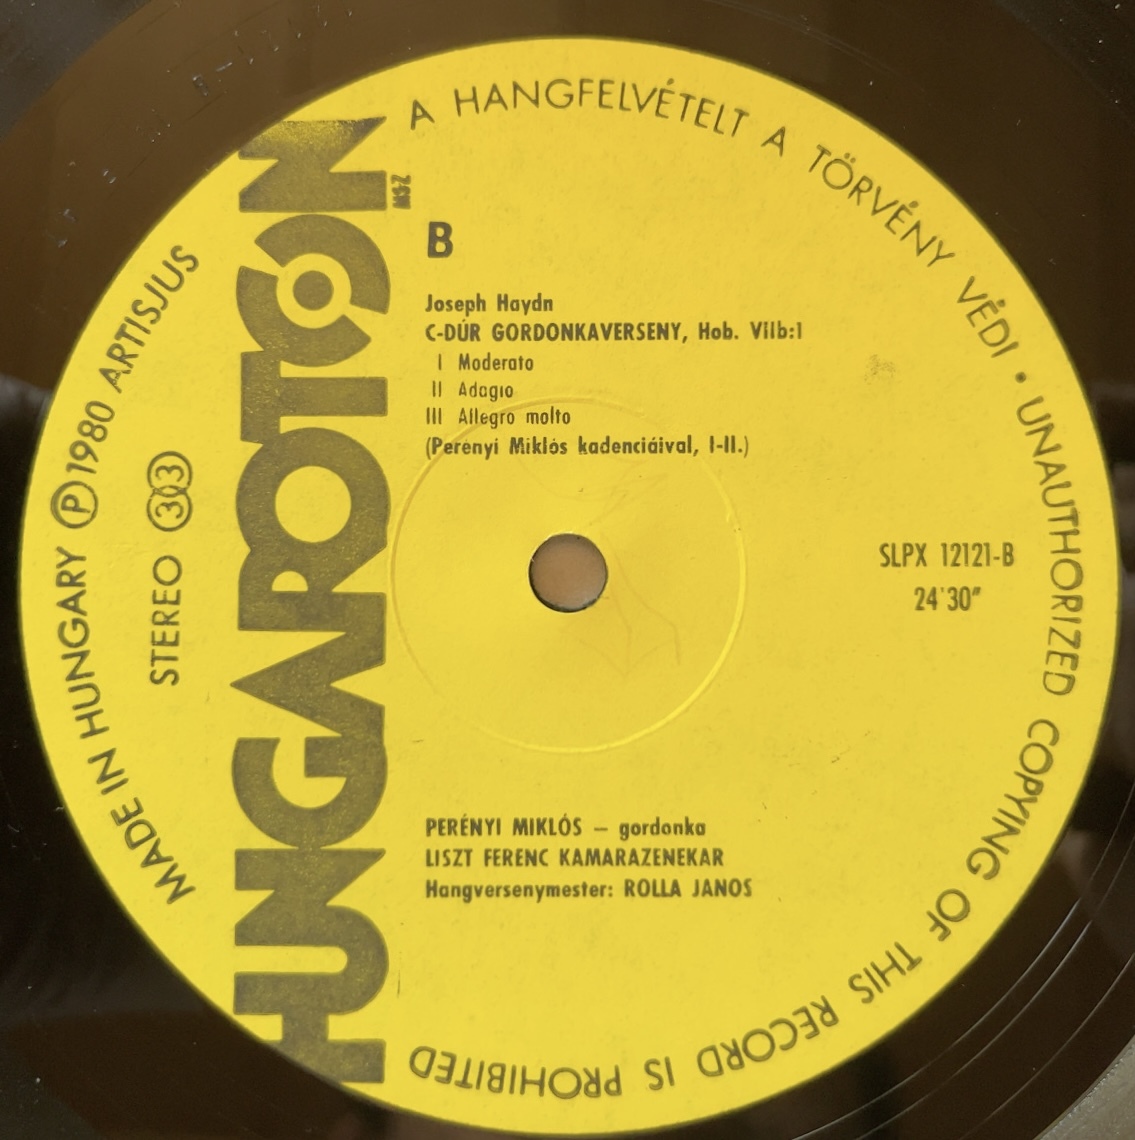 A HANGFELVÉTELT A TÖRVÉNY VÉDI • UNAUTHORIZED COPYING OF THIS RECORD IS PROHIBITED
MADE IN HUNGARY Ⓟ 1980 ARTISJUS
STEREO 33
HUNGAROTON
B
Joseph Haydn
C-DÚR GORDONKAVERSENY, Hob. VIIb:1
I Moderato
II Adagio
III Allegro molto
(Perényi Miklós kadenciáival, I-II.)
SLPX 12121-B
24'30"
PERÉNYI MIKLÓS – gordonka
LISZT FERENC KAMARAZENEKAR
Hangversenymester: ROLLA JANOS